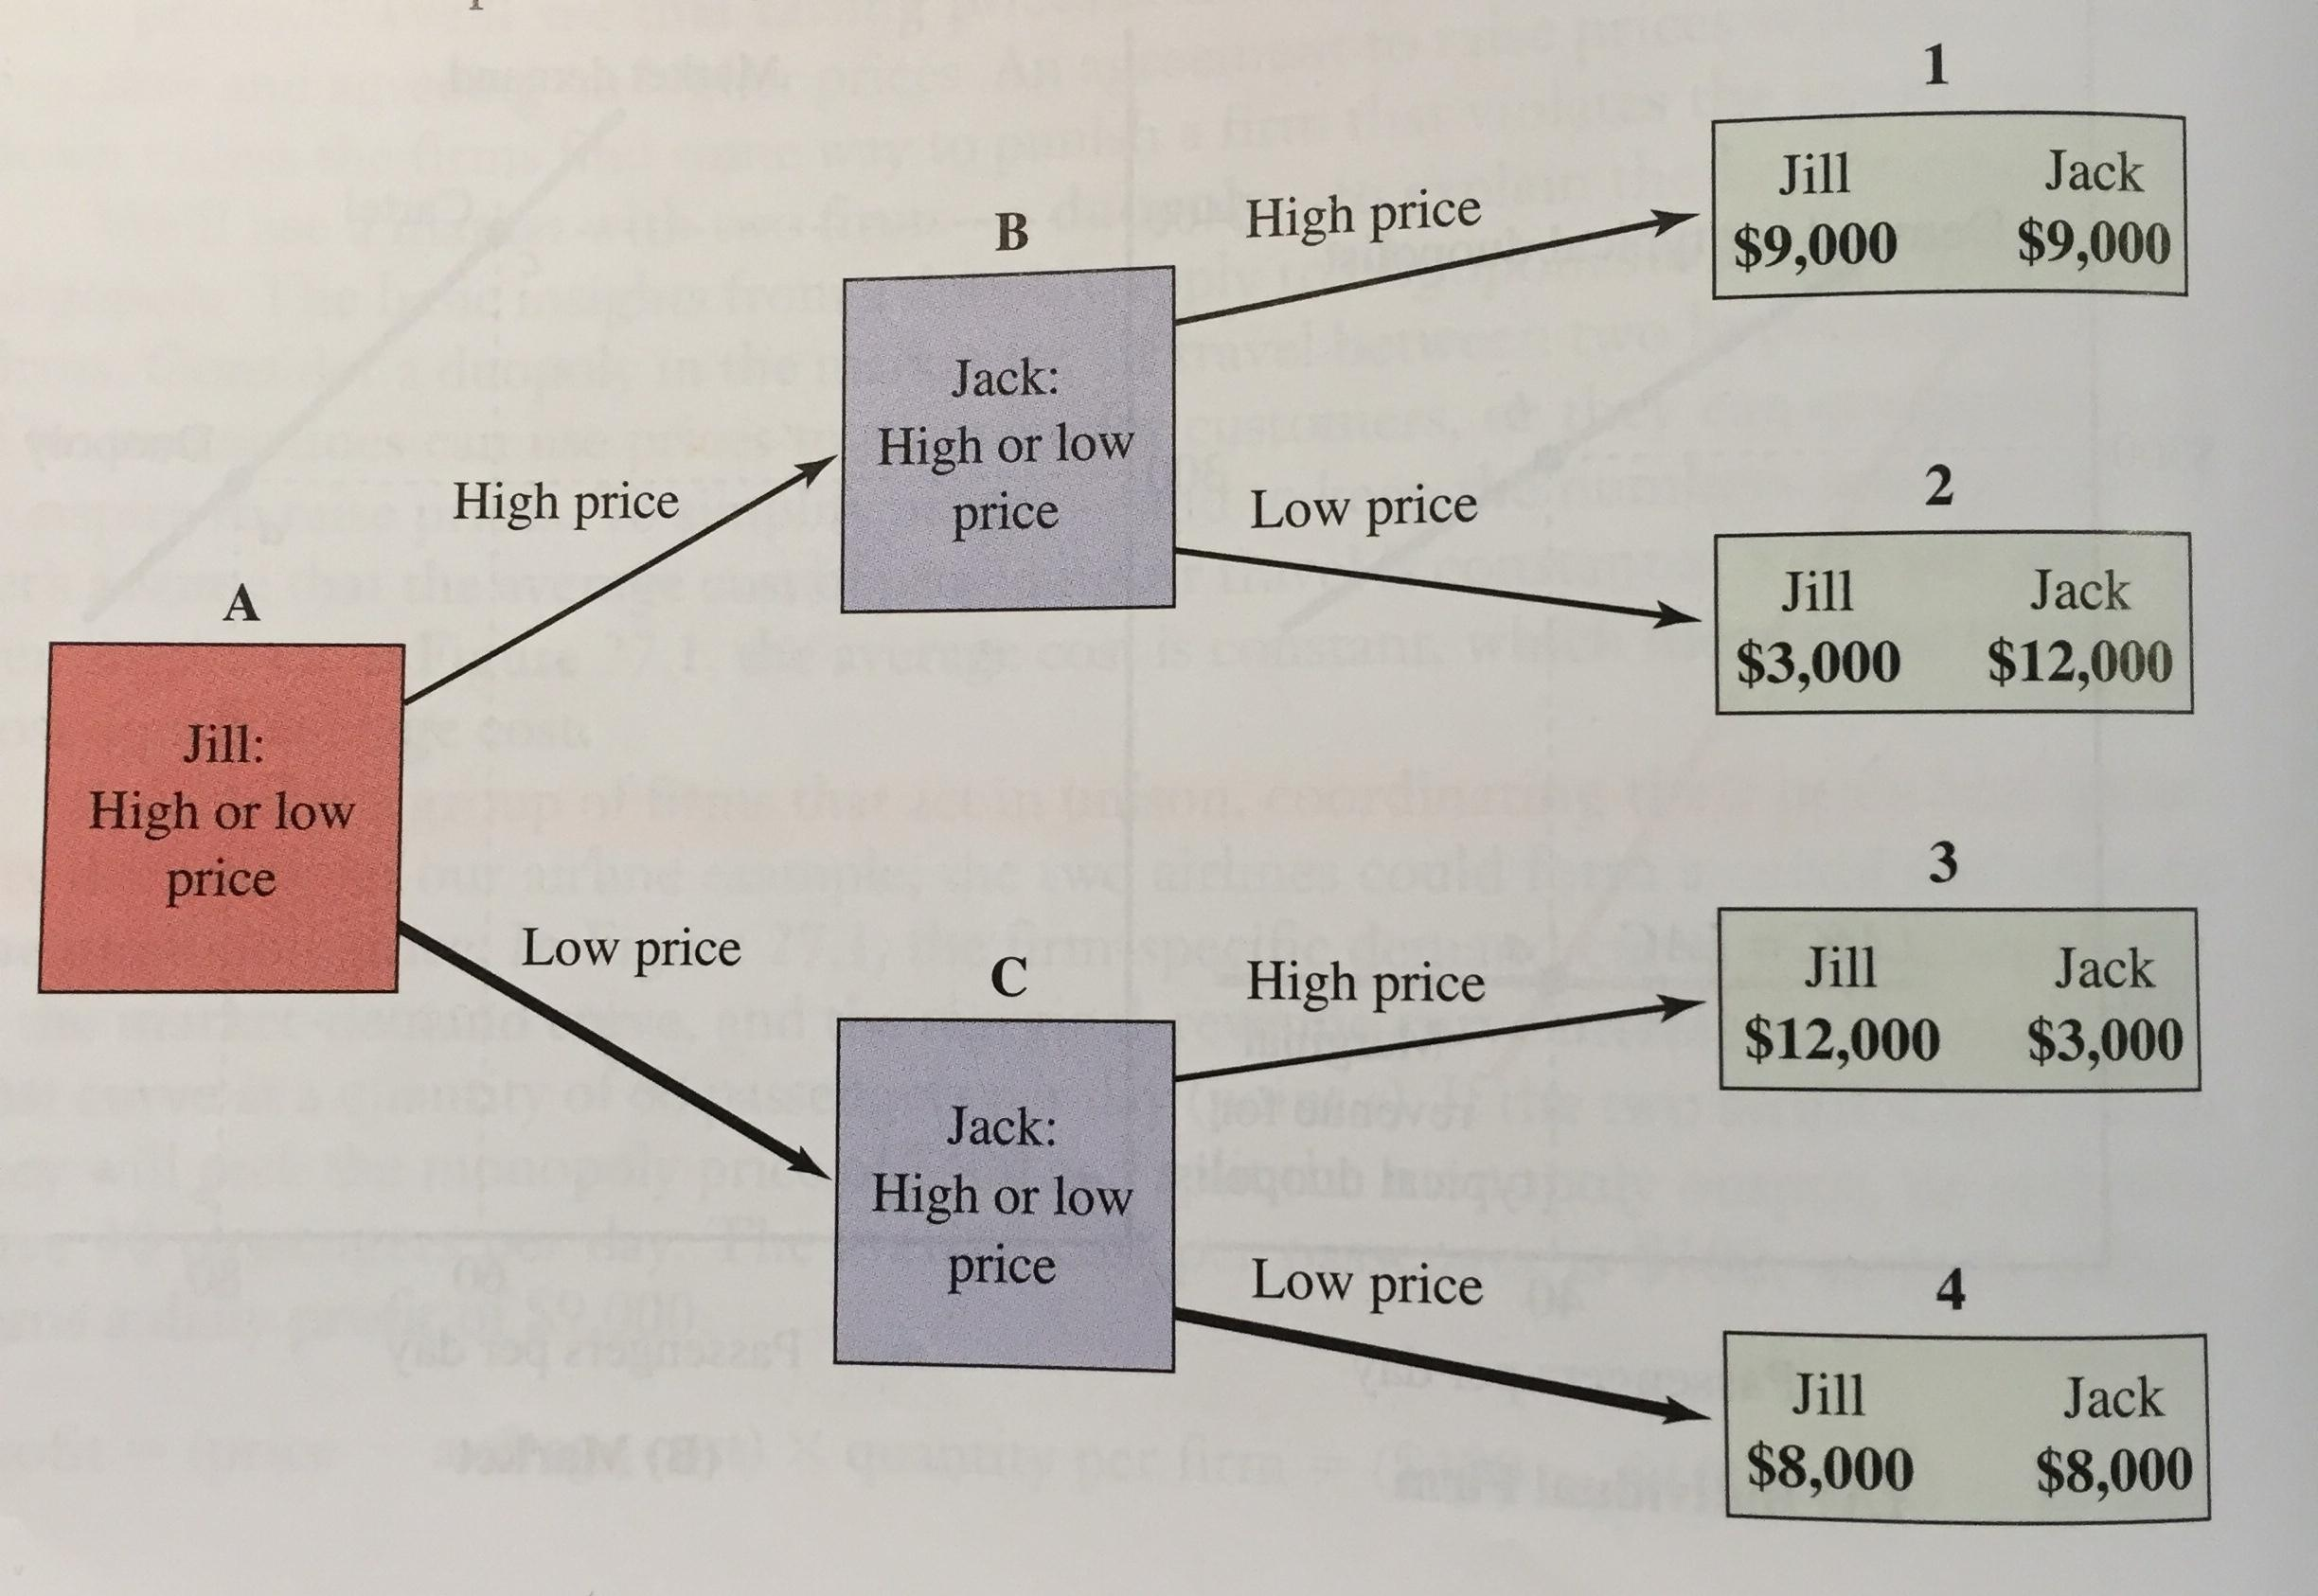 A
Jill:
High or low
price
High price
Low price
B
Jack:
High or low
price
High price
Low price
C
Jack:
High or low
price
High price
Low price
1
Jill Jack
$9,000 $9,000
2
Jill Jack
$3,000 $12,000
3
Jill Jack
$12,000 $3,000
4
Jill Jack
$8,000 $8,000